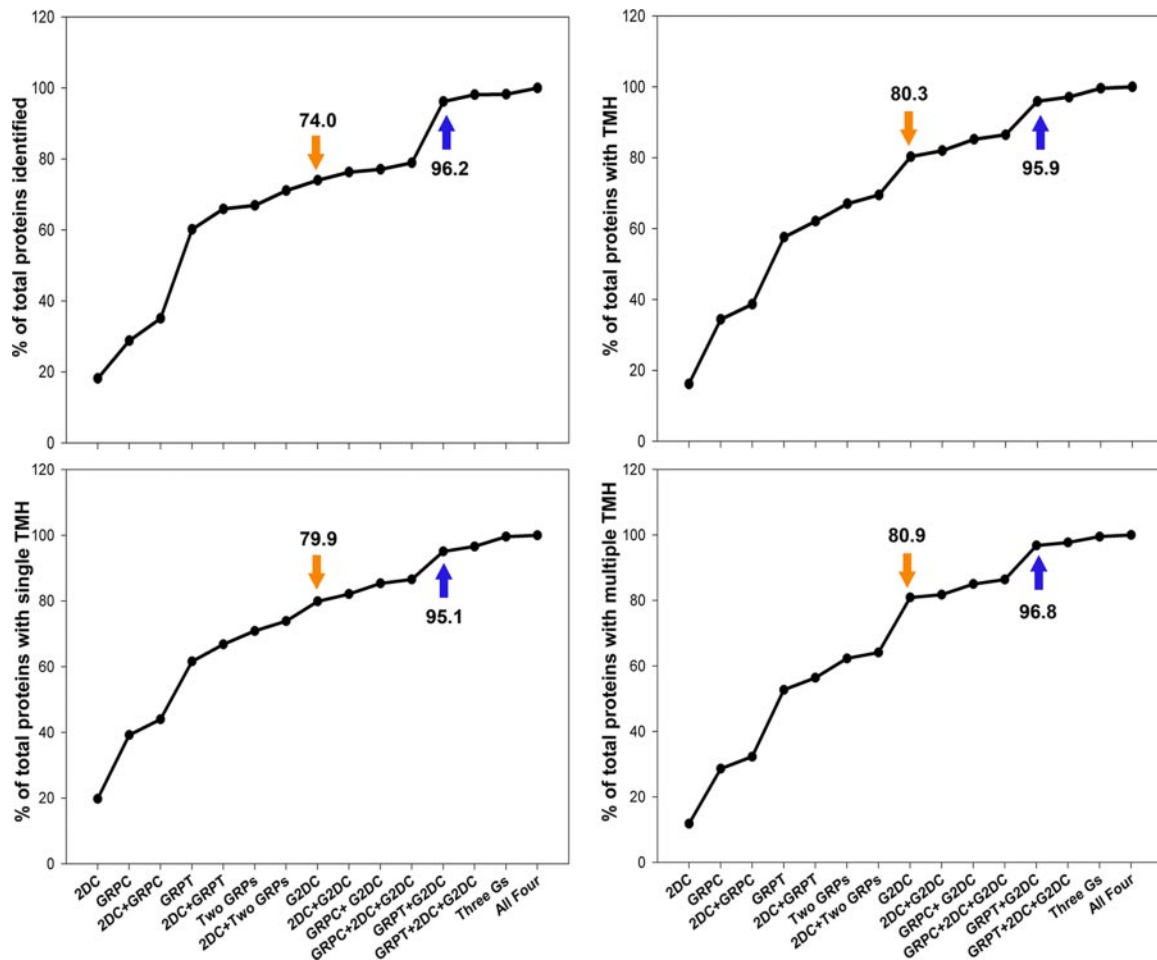 % of total proteins identified
120
100
80
60
40
20
0
74.0
96.2
% of total proteins with TMH
120
100
80
60
40
20
0
80.3
95.9
% of total proteins with single TMH
120
100
80
60
40
20
0
79.9
95.1
2DC
GRPC
2DC+GRPC
GRPT
2DC+GRPT
Two GRPs
2DC+Two GRPs
G2DC
2DC+G2DC
GRPC+ G2DC
GRPC+2DC+G2DC
GRPT+G2DC
GRPT+2DC+G2DC
Three Gs
All Four
% of total proteins with multiple TMH
120
100
80
60
40
20
0
80.9
96.8
2DC
GRPC
2DC+GRPC
GRPT
2DC+GRPT
Two GRPs
2DC+Two GRPs
G2DC
2DC+G2DC
GRPC+ G2DC
GRPC+2DC+G2DC
GRPT+G2DC
GRPT+2DC+G2DC
Three Gs
All Four